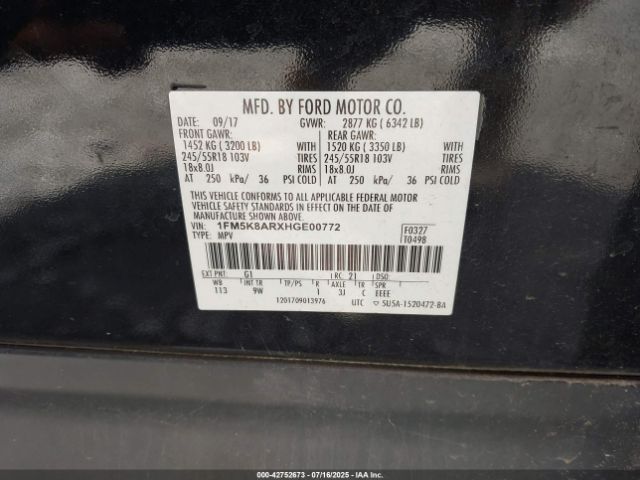 MFD. BY FORD MOTOR CO.
DATE: 09/17 GVWR: 2877 KG ( 6342 LB)
FRONT GAWR: REAR GAWR:
1452 KG ( 3200 LB) WITH 1520 KG ( 3350 LB) WITH
245/55R18 103V TIRES 245/55R18 103V TIRES
18x8.0J RIMS 18x8.0J RIMS
AT 250 kPa/ 36 PSI COLD AT 250 kPa/ 36 PSI COLD
THIS VEHICLE CONFORMS TO ALL APPLICABLE FEDERAL MOTOR
VEHICLE SAFETY STANDARDS IN EFFECT ON THE DATE OF
MANUFACTURE SHOWN ABOVE.
VIN: 1FM5K8ARXHGE00772 F0327
TYPE: MPV T0498
EXT PNT: G1 RC: 21 DSO:
WB INT TR TP/PS R AXLE TR SPR
113 9W 1 3J C EEEE
1201709013976 UTC ▽ 5U5A-1520472-BA
00-42752673 - 07/16/2025 - IAAI.COM